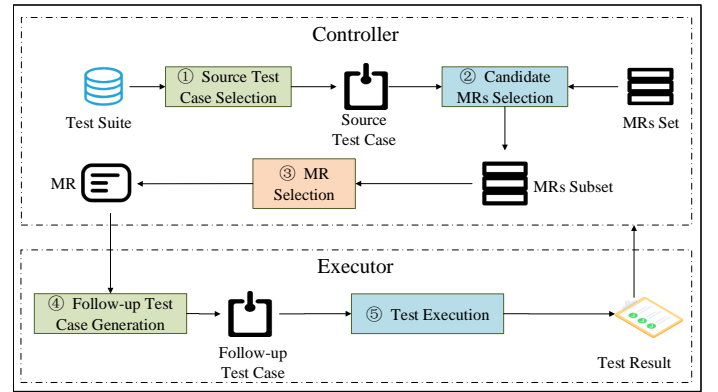 Controller
① Source Test
Case Selection
② Candidate
MRs Selection
Test Suite
Source
Test Case
MRs Set
MR
③ MR
Selection
MRs Subset
Executor
④ Follow-up Test
Case Generation
⑤ Test Execution
Follow-up
Test Case
Test Result